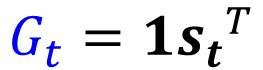 G_t = 1s_t^T